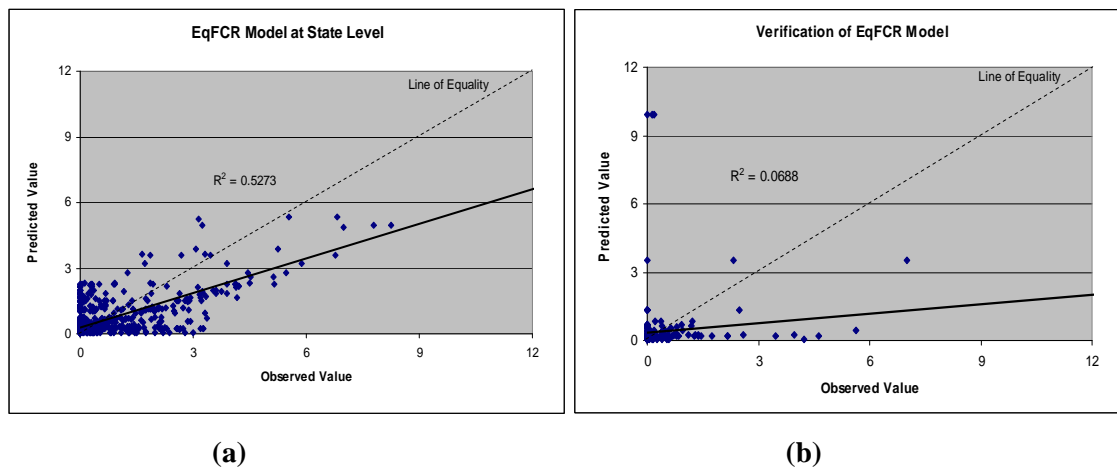 EqFCR Model at State Level
12
9
6
3
0
0
3
6
9
12
Predicted Value
Observed Value
Line of Equality
R² = 0.5273
(a)
Verification of EqFCR Model
12
9
6
3
0
0
3
6
9
12
Predicted Value
Observed Value
Line of Equality
R² = 0.0688
(b)